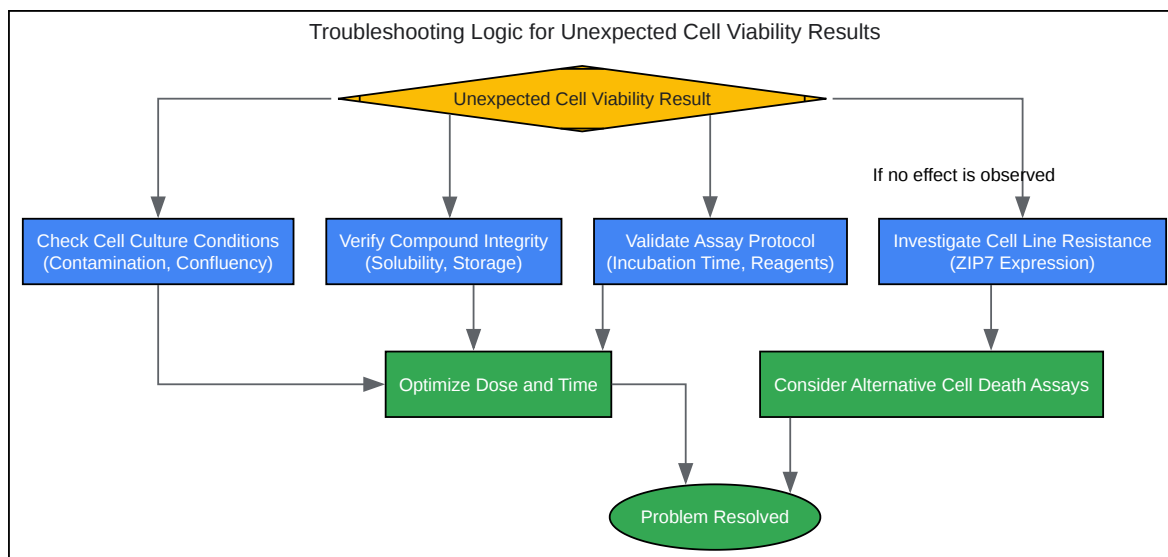 Troubleshooting Logic for Unexpected Cell Viability Results
Unexpected Cell Viability Result
If no effect is observed
Check Cell Culture Conditions
(Contamination, Confluency)
Verify Compound Integrity
(Solubility, Storage)
Validate Assay Protocol
(Incubation Time, Reagents)
Investigate Cell Line Resistance
(ZIP7 Expression)
Optimize Dose and Time
Consider Alternative Cell Death Assays
Problem Resolved